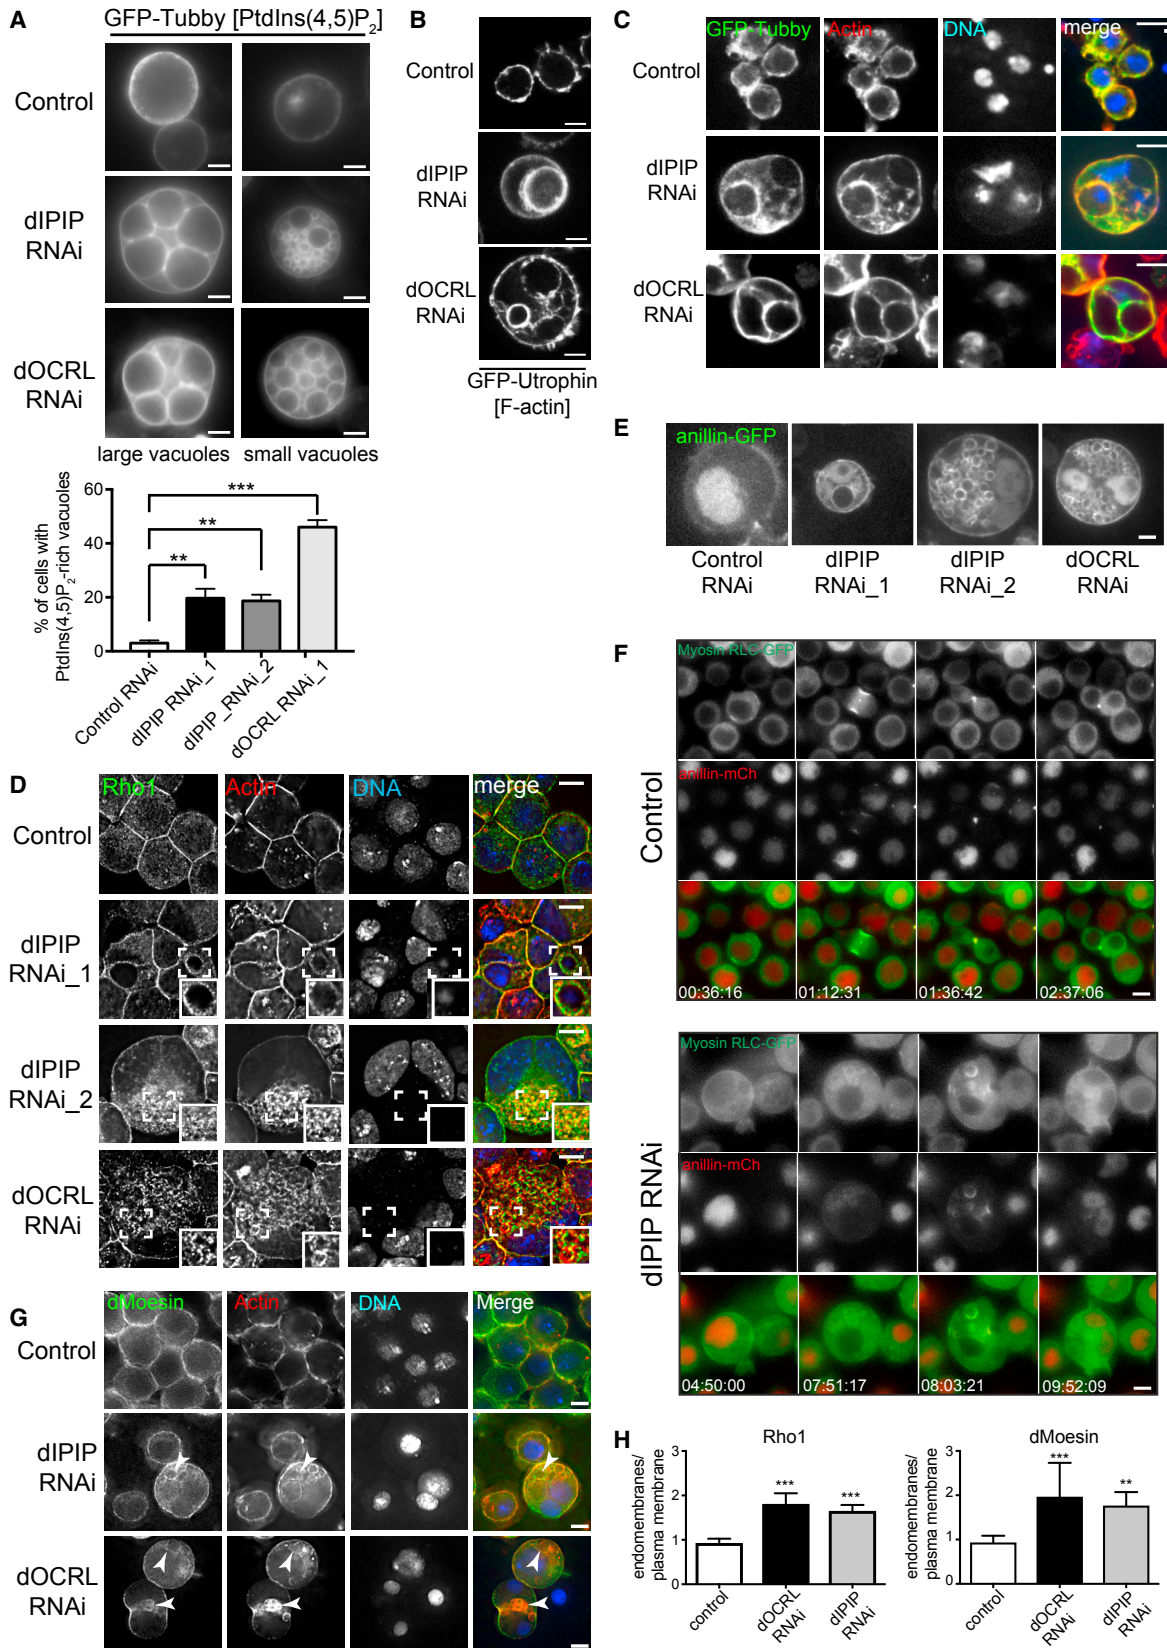 A
GFP-Tubby [PtdIns(4,5)P2]
Control
dIPIP
RNAi
dOCRL
RNAi
large vacuoles
small vacuoles
% of cells with
PtdIns(4,5)P2-rich vacuoles
60
40
20
0
***
**
**
Control RNAi
dIPIP RNAi_1
dIPIP_RNAi_2
dOCRL RNAi_1
B
Control
dIPIP
RNAi
dOCRL
RNAi
GFP-Utrophin
[F-actin]
C
GFP-Tubby
Actin
DNA
merge
Control
dIPIP
RNAi
dOCRL
RNAi
D
Rho1
Actin
DNA
merge
Control
dIPIP
RNAi_1
dIPIP
RNAi_2
dOCRL
RNAi
E
anillin-GFP
Control
RNAi
dIPIP
RNAi_1
dIPIP
RNAi_2
dOCRL
RNAi
F
Control
Myosin RLC-GFP
anillin-mCh
00:36:16
01:12:31
01:36:42
02:37:06
dIPIP RNAi
Myosin RLC-GFP
anillin-mCh
04:50:00
07:51:17
08:03:21
09:52:09
G
dMoesin
Actin
DNA
Merge
Control
dIPIP
RNAi
dOCRL
RNAi
H
Rho1
endomembranes/
plasma membrane
3
2
1
0
***
***
control
dOCRL
RNAi
dIPIP
RNAi
dMoesin
endomembranes/
plasma membrane
3
2
1
0
***
**
control
dOCRL
RNAi
dIPIP
RNAi